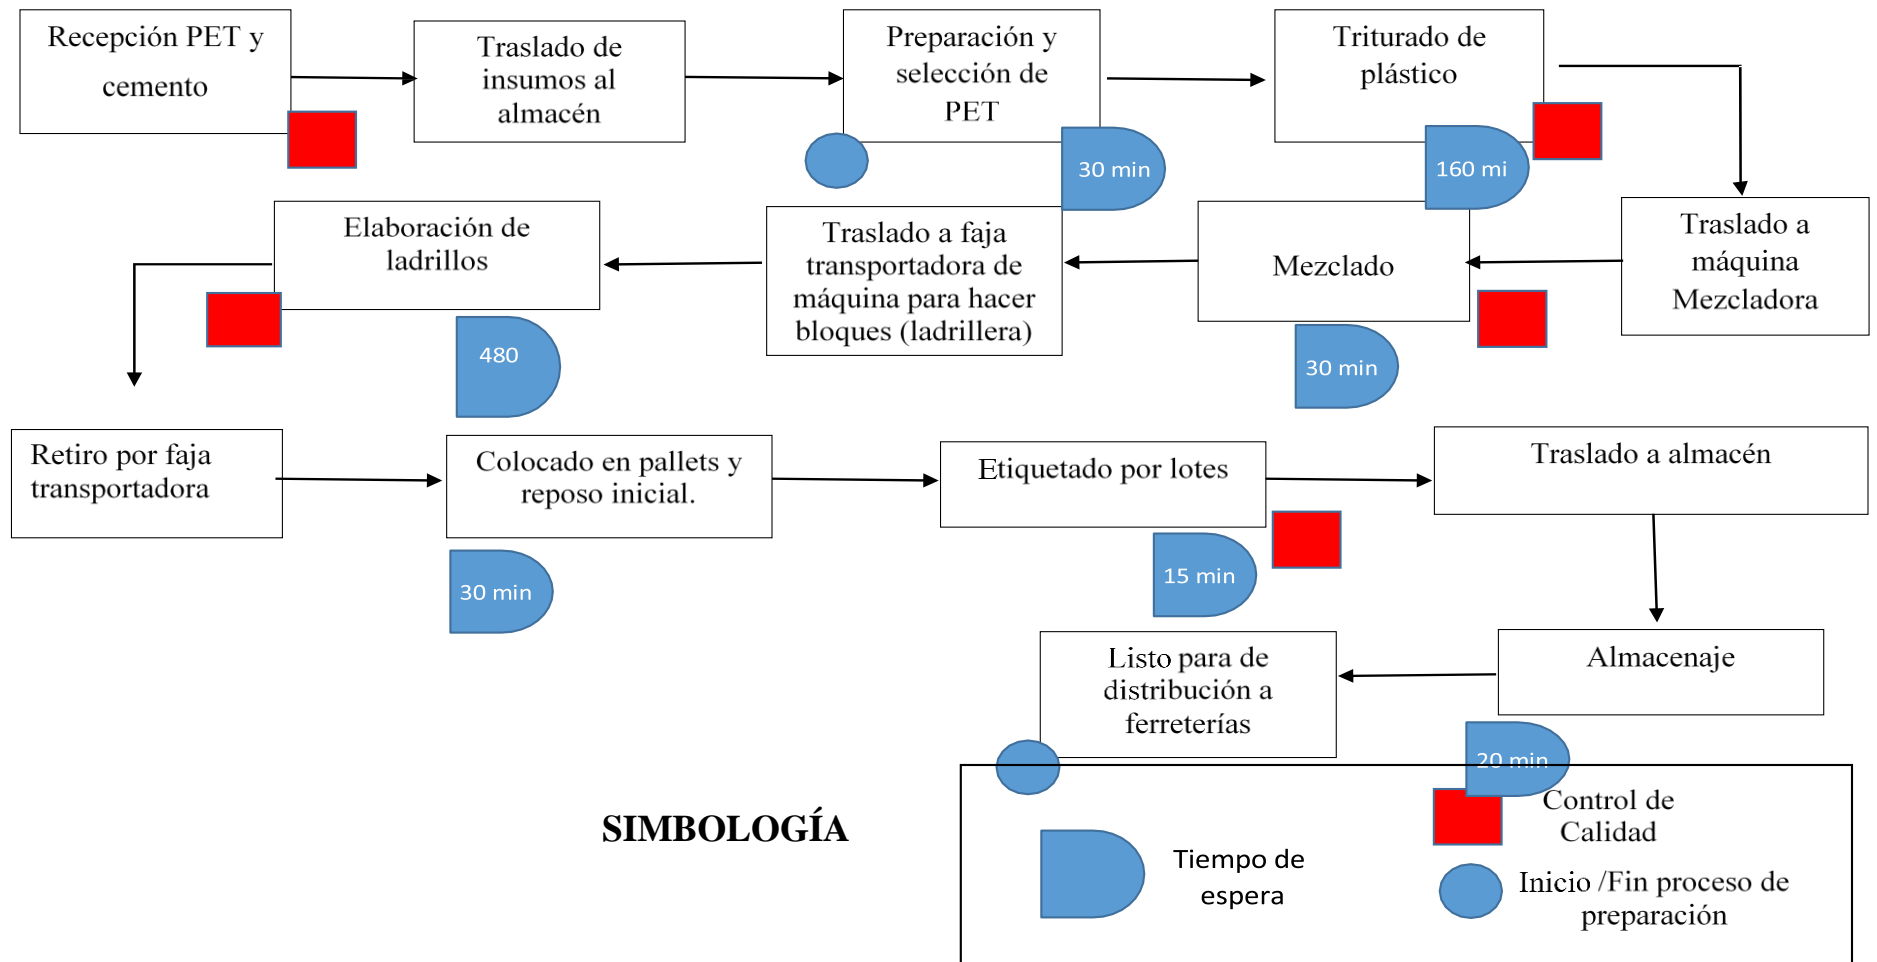 Recepción PET y
cemento
Traslado de
insumos al
almacén
Preparación y
selección de
PET
Triturado de
plástico
30 min
160 mi
Elaboración de
ladrillos
Traslado a faja
transportadora de
máquina para hacer
bloques (ladrillera)
Mezclado
Traslado a
máquina
Mezcladora
480
30 min
Retiro por faja
transportadora
Colocado en pallets y
reposo inicial.
Etiquetado por lotes
Traslado a almacén
30 min
15 min
Listo para de
distribución a
ferreterías
Almacenaje
20 min
SIMBOLOGÍA
Tiempo de
espera
Control de
Calidad
Inicio /Fin proceso de
preparación